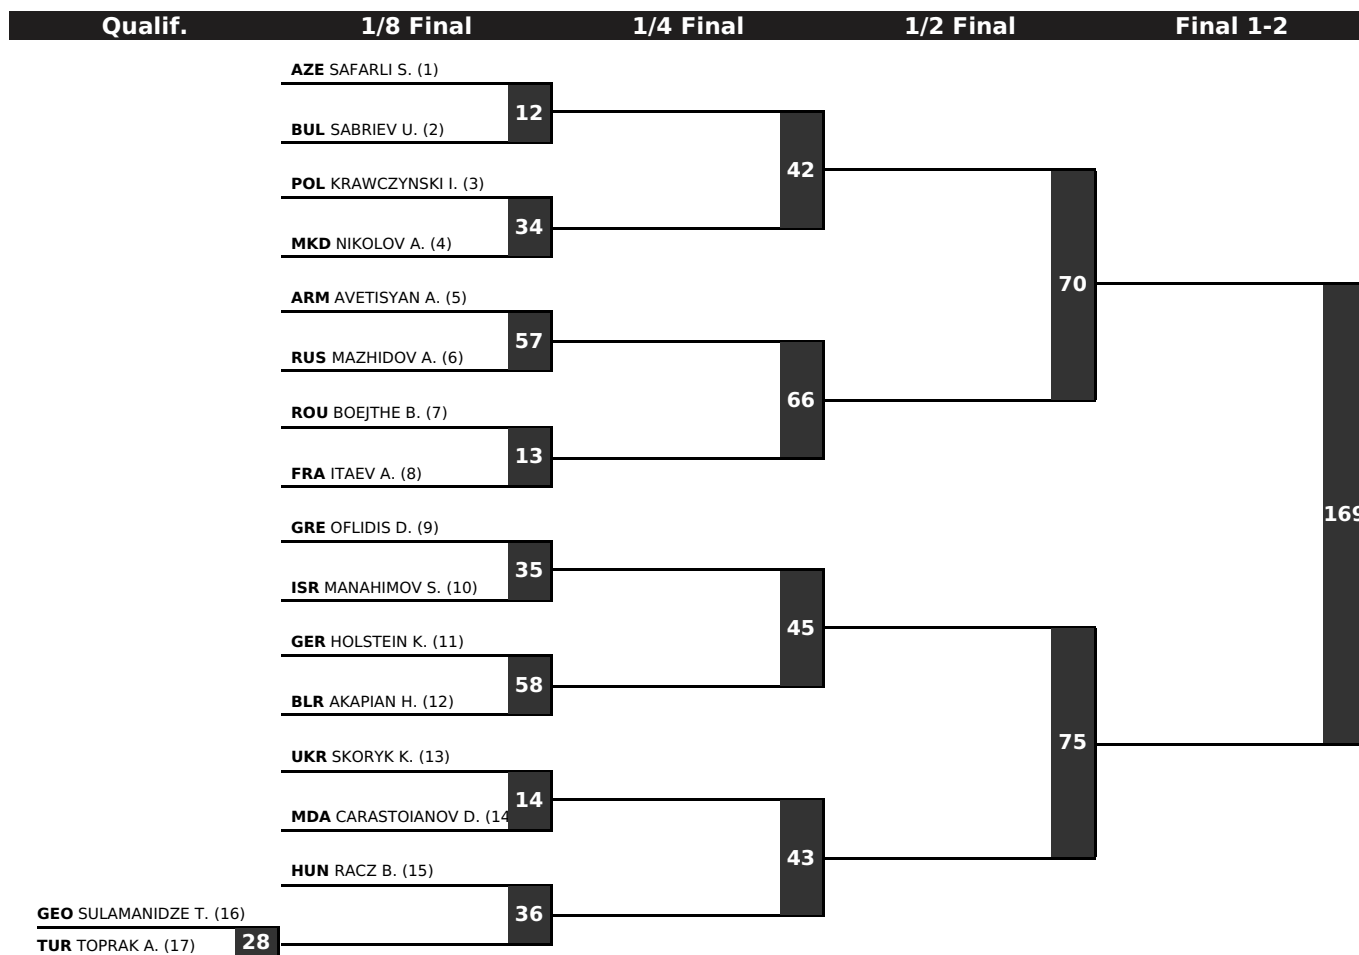 Qualif. 1/8 Final 1/4 Final 1/2 Final Final 1-2
AZE SAFARLI S. (1)
12
BUL SABRIEV U. (2)
42
POL KRAWCZYNSKI I. (3)
34
MKD NIKOLOV A. (4)
70
ARM AVETISYAN A. (5)
57
RUS MAZHIDOV A. (6)
66
ROU BOEJTHE B. (7)
13
FRA ITAEV A. (8)
169
GRE OFLIDIS D. (9)
35
ISR MANAHIMOV S. (10)
45
GER HOLSTEIN K. (11)
58
BLR AKAPIAN H. (12)
75
UKR SKORYK K. (13)
14
MDA CARASTOIANOV D. (14
43
HUN RACZ B. (15)
36
GEO SULAMANIDZE T. (16)
28
TUR TOPRAK A. (17)